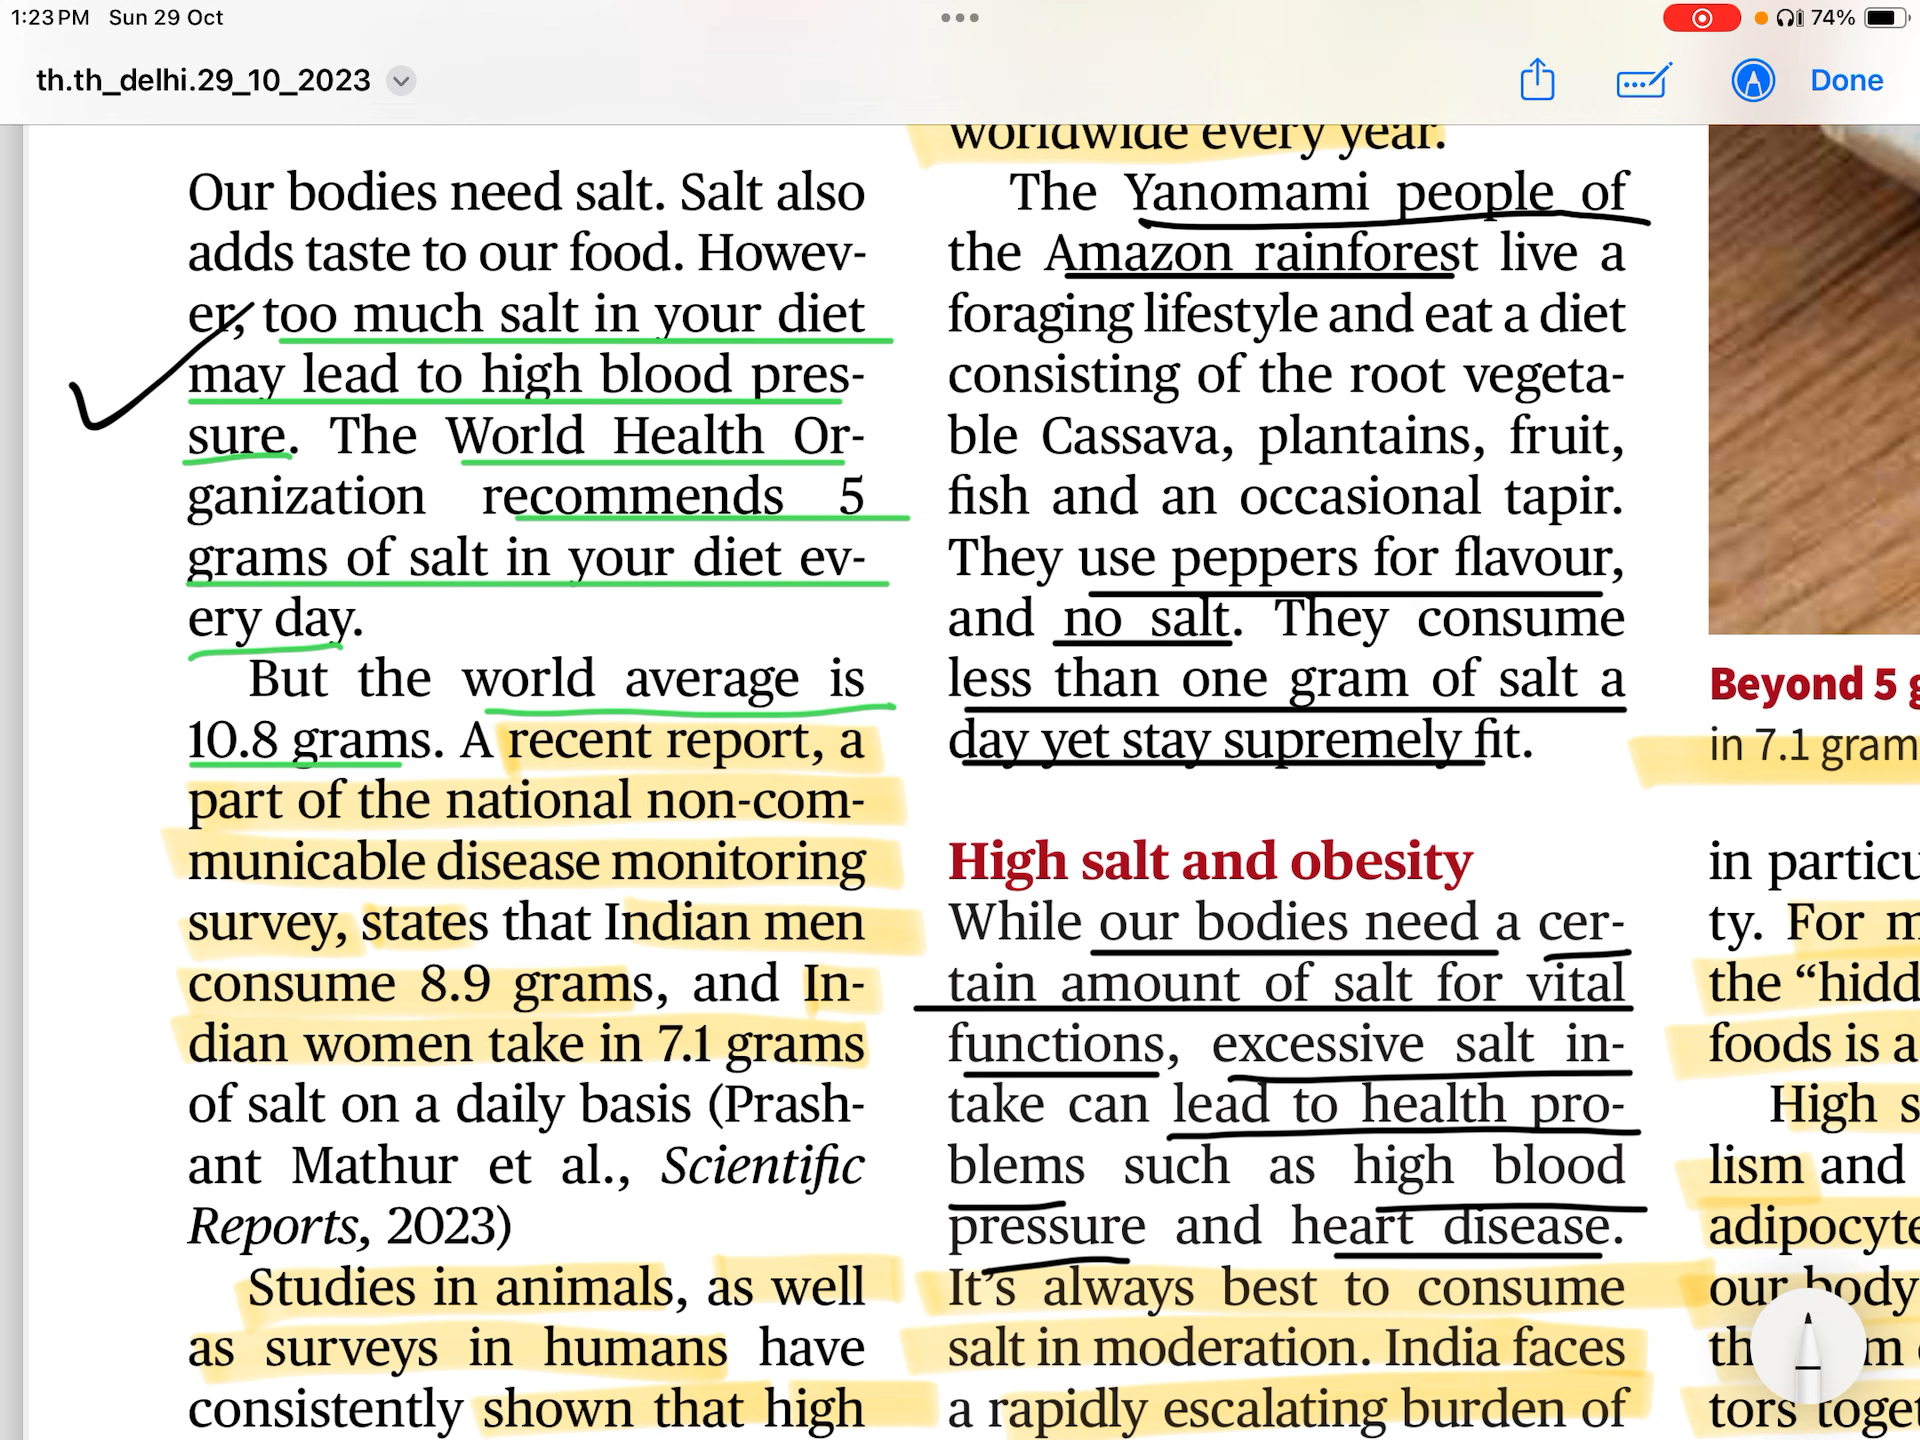 1:23 PM Sun 29 Oct
74%
th.th_delhi.29_10_2023
Done
Our bodies need salt. Salt also
adds taste to our food. Howev-
er, too much salt in your diet
may lead to high blood pres-
sure. The World Health Or-
ganization recommends 5
grams of salt in your diet ev-
ery day.
But the world average is
10.8 grams. A recent report, a
part of the national non-com-
municable disease monitoring
survey, states that Indian men
consume 8.9 grams, and In-
dian women take in 7.1 grams
of salt on a daily basis (Prash-
ant Mathur et al., Scientific
Reports, 2023)
Studies in animals, as well
as surveys in humans have
consistently shown that high
worldwide every year.
The Yanomami people of
the Amazon rainforest live a
foraging lifestyle and eat a diet
consisting of the root vegeta-
ble Cassava, plantains, fruit,
fish and an occasional tapir.
They use peppers for flavour,
and no salt. They consume
less than one gram of salt a
day yet stay supremely fit.
High salt and obesity
While our bodies need a cer-
tain amount of salt for vital
functions, excessive salt in-
take can lead to health pro-
blems such as high blood
pressure and heart disease.
It's always best to consume
salt in moderation. India faces
a rapidly escalating burden of
Beyond 5 g
in 7.1 gram
in particu
ty. For m
the “hidd
foods is a
High s
lism and
adipocyte
our body
th m
tors toget